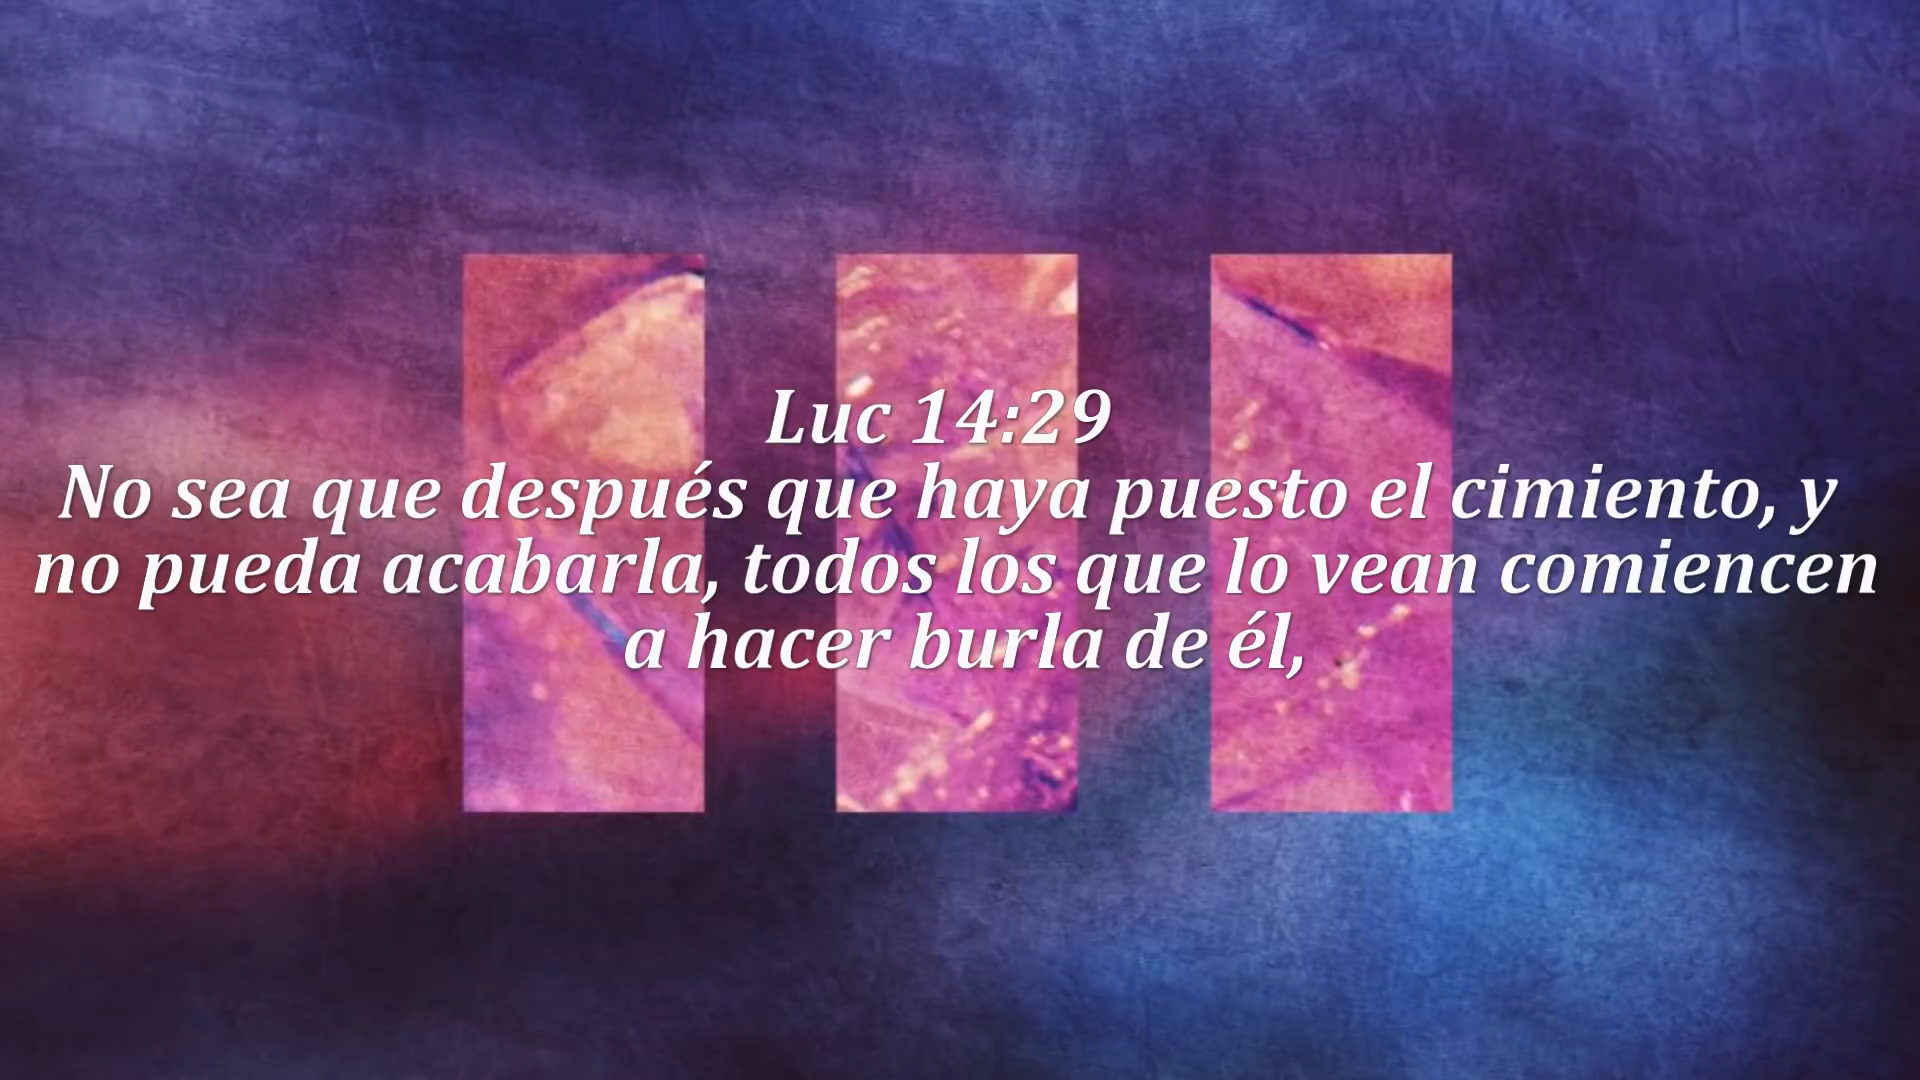 Luc 14:29
No sea que después que haya puesto el cimiento, y
no pueda acabarla, todos los que lo vean comiencen
a hacer burla de él,